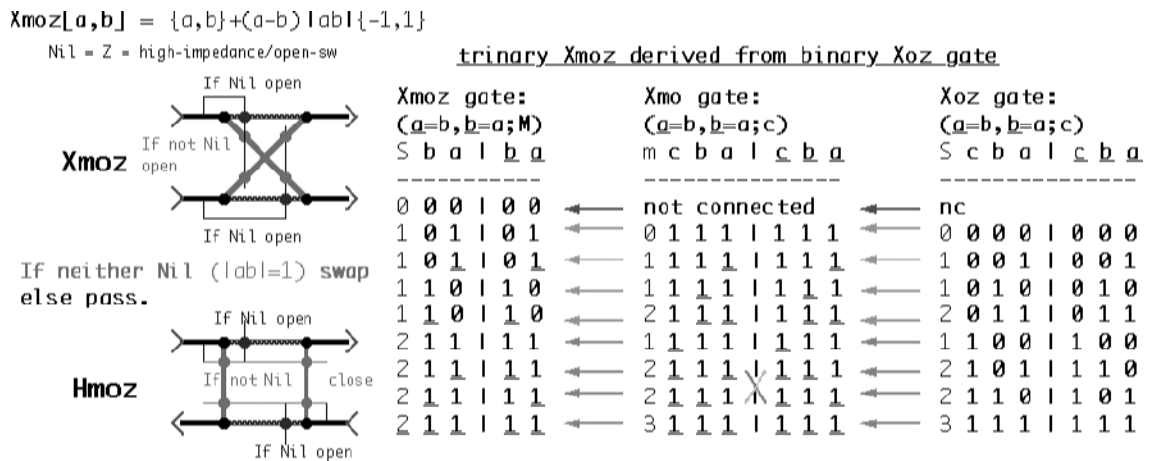 Xmoz⌊a,b⌋ = {a,b}+(a-b)|ab|{-1,1}
Nil = Z = high-impedance/open-sw
If Nil open
If not Nil
open
Xmoz
If Nil open
If neither Nil (|ab|=1) swap
else pass.
If Nil open
If not Nil close
Hmoz
If Nil open
trinary Xmoz derived from binary Xoz gate
Xmoz gate:
(a=b,b=a;M)
S b a | b a
-----------
0 0 0 | 0 0
1 0 1 | 0 1
1 0 1 | 0 1
1 1 0 | 1 0
1 1 0 | 1 0
2 1 1 | 1 1
2 1 1 | 1 1
2 1 1 | 1 1
2 1 1 | 1 1
Xmo gate:
(a=b,b=a;c)
m c b a | c b a
---------------
not connected
0 1 1 1 | 1 1 1
1 1 1 1 | 1 1 1
1 1 1 1 | 1 1 1
2 1 1 1 | 1 1 1
1 1 1 1 | 1 1 1
2 1 1 1 | 1 1 1
2 1 1 1 | 1 1 1
3 1 1 1 | 1 1 1
Xoz gate:
(a=b,b=a;c)
S c b a | c b a
---------------
nc
0 0 0 0 | 0 0 0
1 0 0 1 | 0 0 1
1 0 1 0 | 0 1 0
2 0 1 1 | 0 1 1
1 1 0 0 | 1 0 0
2 1 0 1 | 1 1 0
2 1 1 0 | 1 0 1
3 1 1 1 | 1 1 1